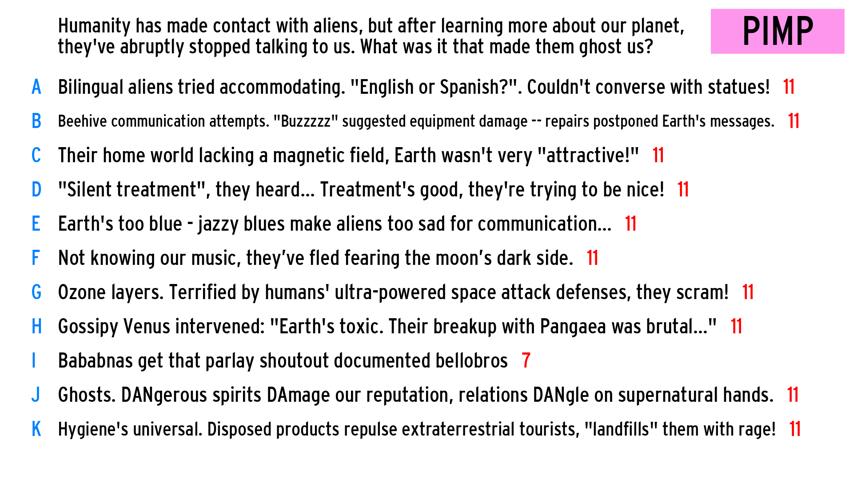 Humanity has made contact with aliens, but after learning more about our planet,
they've abruptly stopped talking to us. What was it that made them ghost us?
PIMP
A Bilingual aliens tried accommodating. "English or Spanish?". Couldn't converse with statues! 11
B Beehive communication attempts. "Buzzzzz" suggested equipment damage -- repairs postponed Earth's messages. 11
C Their home world lacking a magnetic field, Earth wasn't very "attractive!" 11
D "Silent treatment", they heard... Treatment's good, they're trying to be nice! 11
E Earth's too blue - jazzy blues make aliens too sad for communication... 11
F Not knowing our music, they’ve fled fearing the moon’s dark side. 11
G Ozone layers. Terrified by humans' ultra-powered space attack defenses, they scram! 11
H Gossipy Venus intervened: "Earth's toxic. Their breakup with Pangaea was brutal..." 11
I Bababnas get that parlay shoutout documented bellobros 7
J Ghosts. DANgerous spirits DAmage our reputation, relations DANgle on supernatural hands. 11
K Hygiene's universal. Disposed products repulse extraterrestrial tourists, "landfills" them with rage! 11